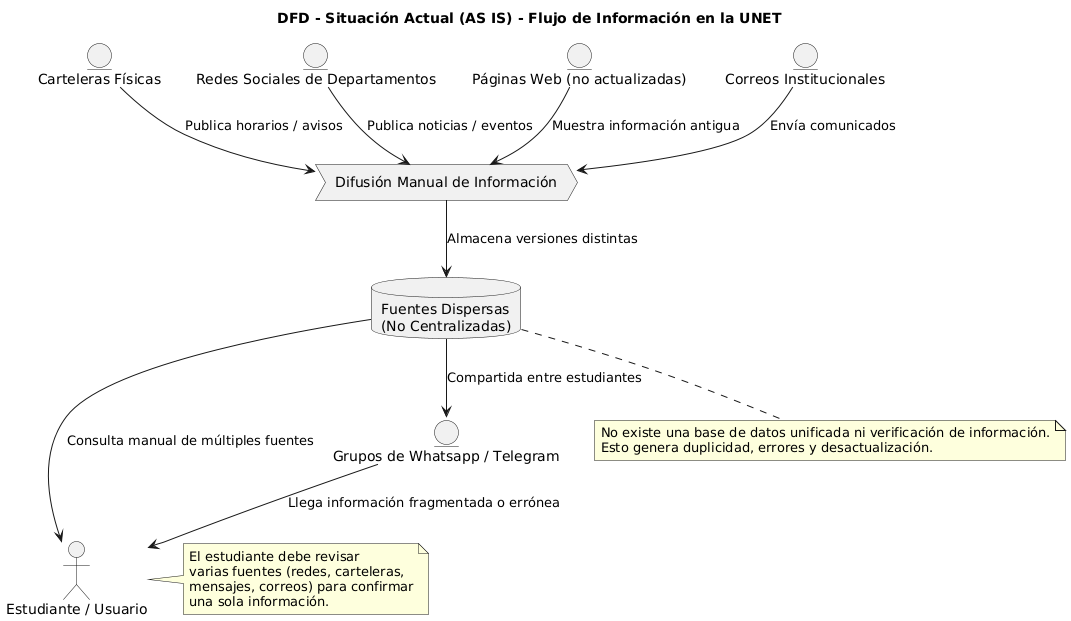 DFD - Situación Actual (AS IS) - Flujo de Información en la UNET
Carteleras Físicas
Redes Sociales de Departamentos
Páginas Web (no actualizadas)
Correos Institucionales
Publica horarios / avisos
Publica noticias / eventos
Muestra información antigua
Envía comunicados
Difusión Manual de Información
Almacena versiones distintas
Fuentes Dispersas
(No Centralizadas)
Compartida entre estudiantes
Consulta manual de múltiples fuentes
No existe una base de datos unificada ni verificación de información.
Esto genera duplicidad, errores y desactualización.
Grupos de Whatsapp / Telegram
Llega información fragmentada o errónea
El estudiante debe revisar
varias fuentes (redes, carteleras,
mensajes, correos) para confirmar
una sola información.
Estudiante / Usuario